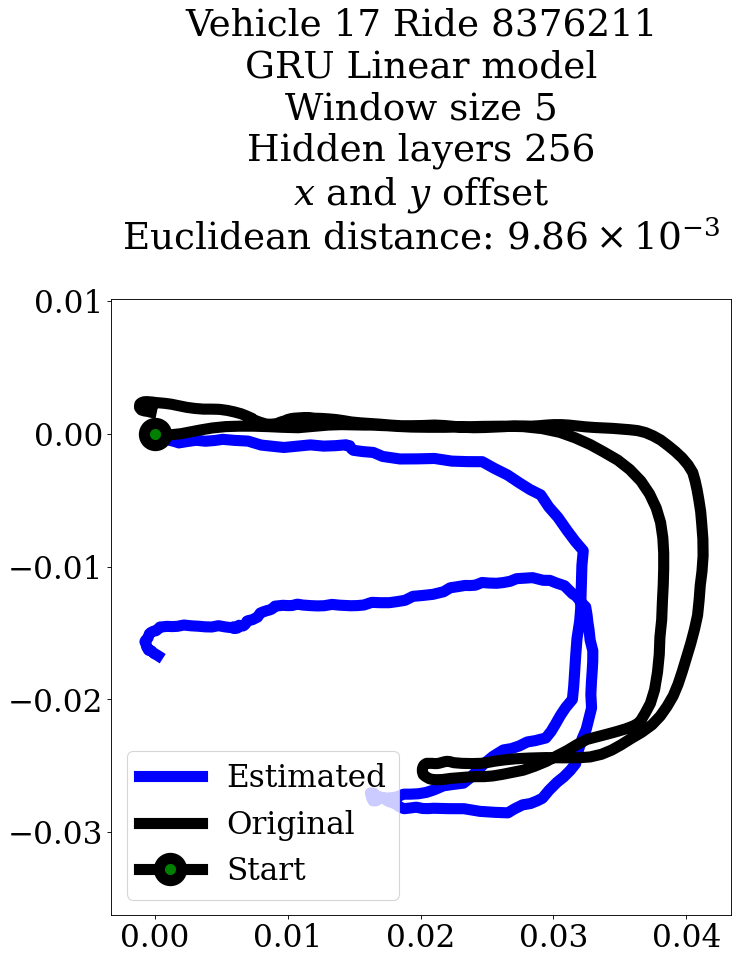 Vehicle 17 Ride 8376211
GRU Linear model
Window size 5
Hidden layers 256
x and y offset
Euclidean distance: 9.86 × 10⁻³
0.01
0.00
−0.01
−0.02
−0.03
Estimated
Original
Start
0.00 0.01 0.02 0.03 0.04